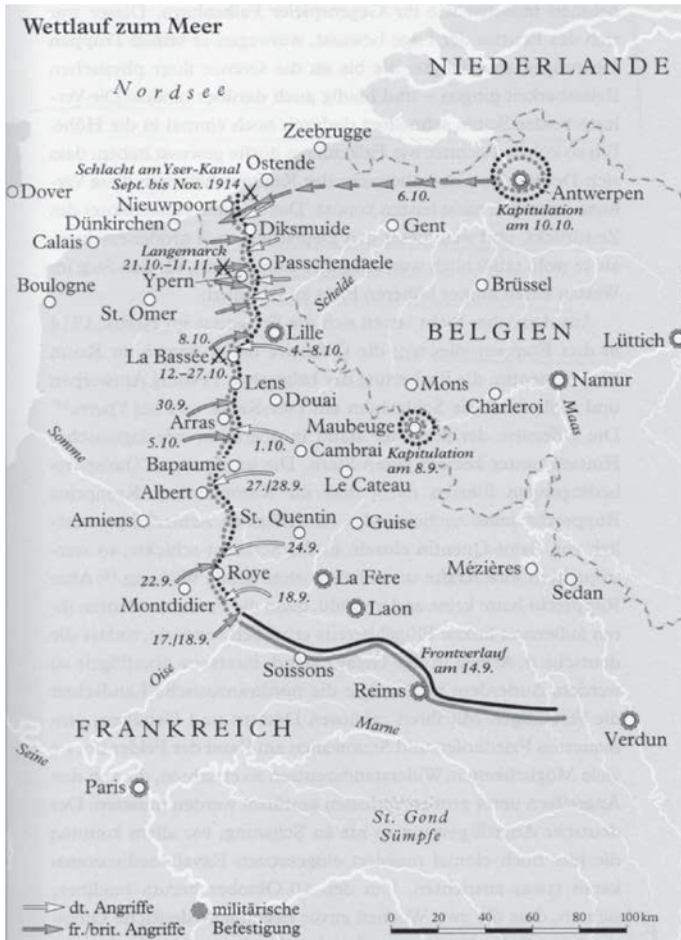 Wettlauf zum Meer
Nordsee
NIEDERLANDE
Zeebrugge
Schlacht am Yser-Kanal
Sept. bis Nov. 1914
Ostende
Dover
Nieuwpoort
6.10.
Antwerpen
Kapitulation
am 10.10.
Dünkirchen
Diksmuide
Gent
Calais
Langemarck
21.10.–11.11.
Passchendaele
Ypern
Schelde
Brüssel
Boulogne
St. Omer
8.10.
Lille
BELGIEN
Lüttich
La Bassée
4.–8.10.
12.–27.10.
Lens
Mons
Namur
Douai
Charleroi
Maas
30.9.
Arras
Maubeuge
Somme
5.10.
1.10.
Cambrai
Kapitulation
am 8.9.
Bapaume
Le Cateau
27./28.9.
Albert
Amiens
St. Quentin
Guise
24.9.
22.9.
Roye
La Fère
Mézières
Sedan
Montdidier
18.9.
Laon
17./18.9.
Oise
Soissons
Frontverlauf
am 14.9.
Reims
FRANKREICH
Marne
Verdun
Seine
Paris
St. Gond
Sümpfe
dt. Angriffe
militärische
fr./brit. Angriffe
Befestigung
0
100 km